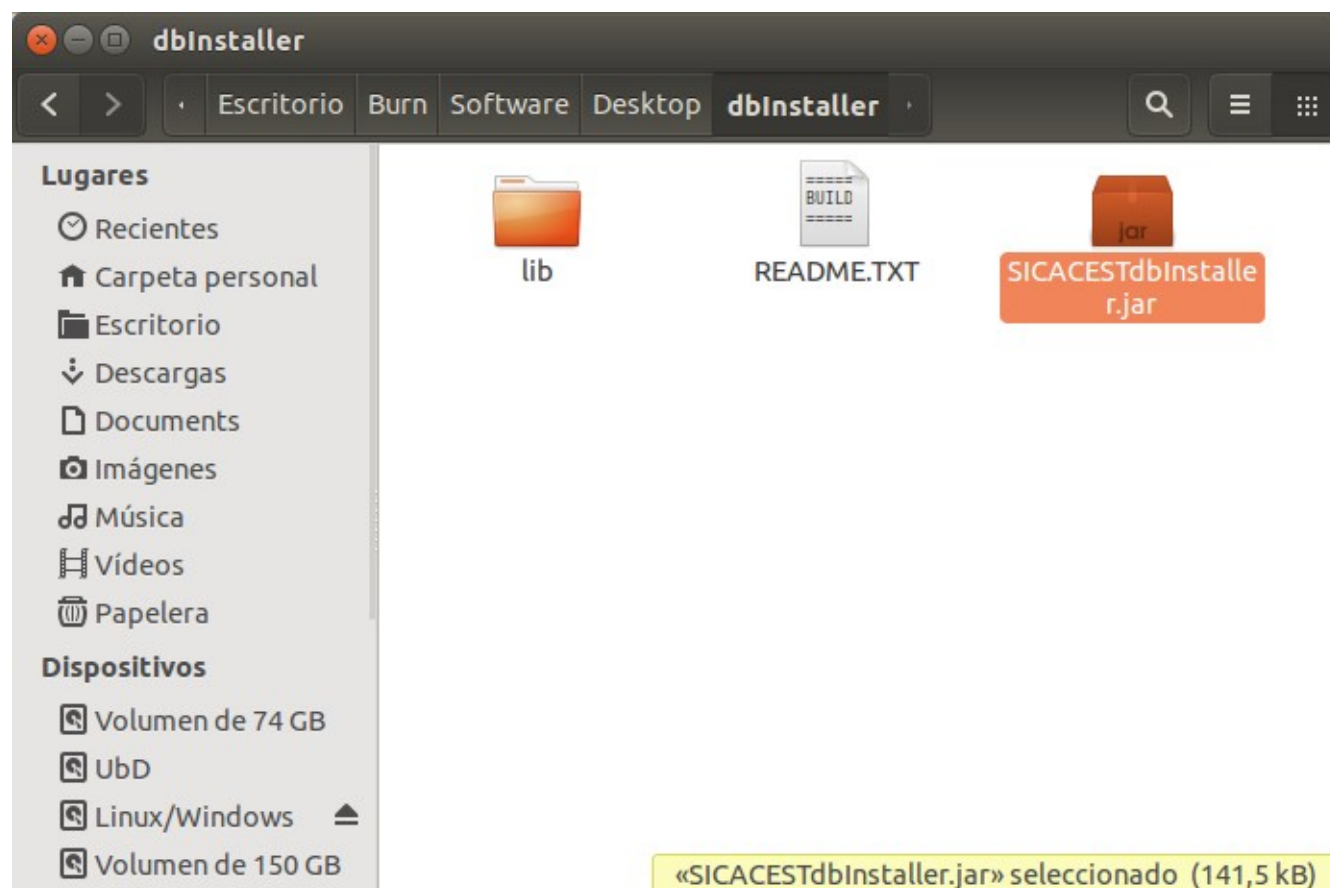 dbInstaller
Escritorio Burn Software Desktop dbInstaller
Lugares
Recientes
Carpeta personal
Escritorio
Descargas
Documents
Imágenes
Música
Vídeos
Papelera
Dispositivos
Volumen de 74 GB
UbD
Linux/Windows
Volumen de 150 GB
=====
BUILD
=====
jar
lib
README.TXT
SICACESTdbInstalle
r.jar
«SICACESTdbInstaller.jar» seleccionado (141,5 kB)